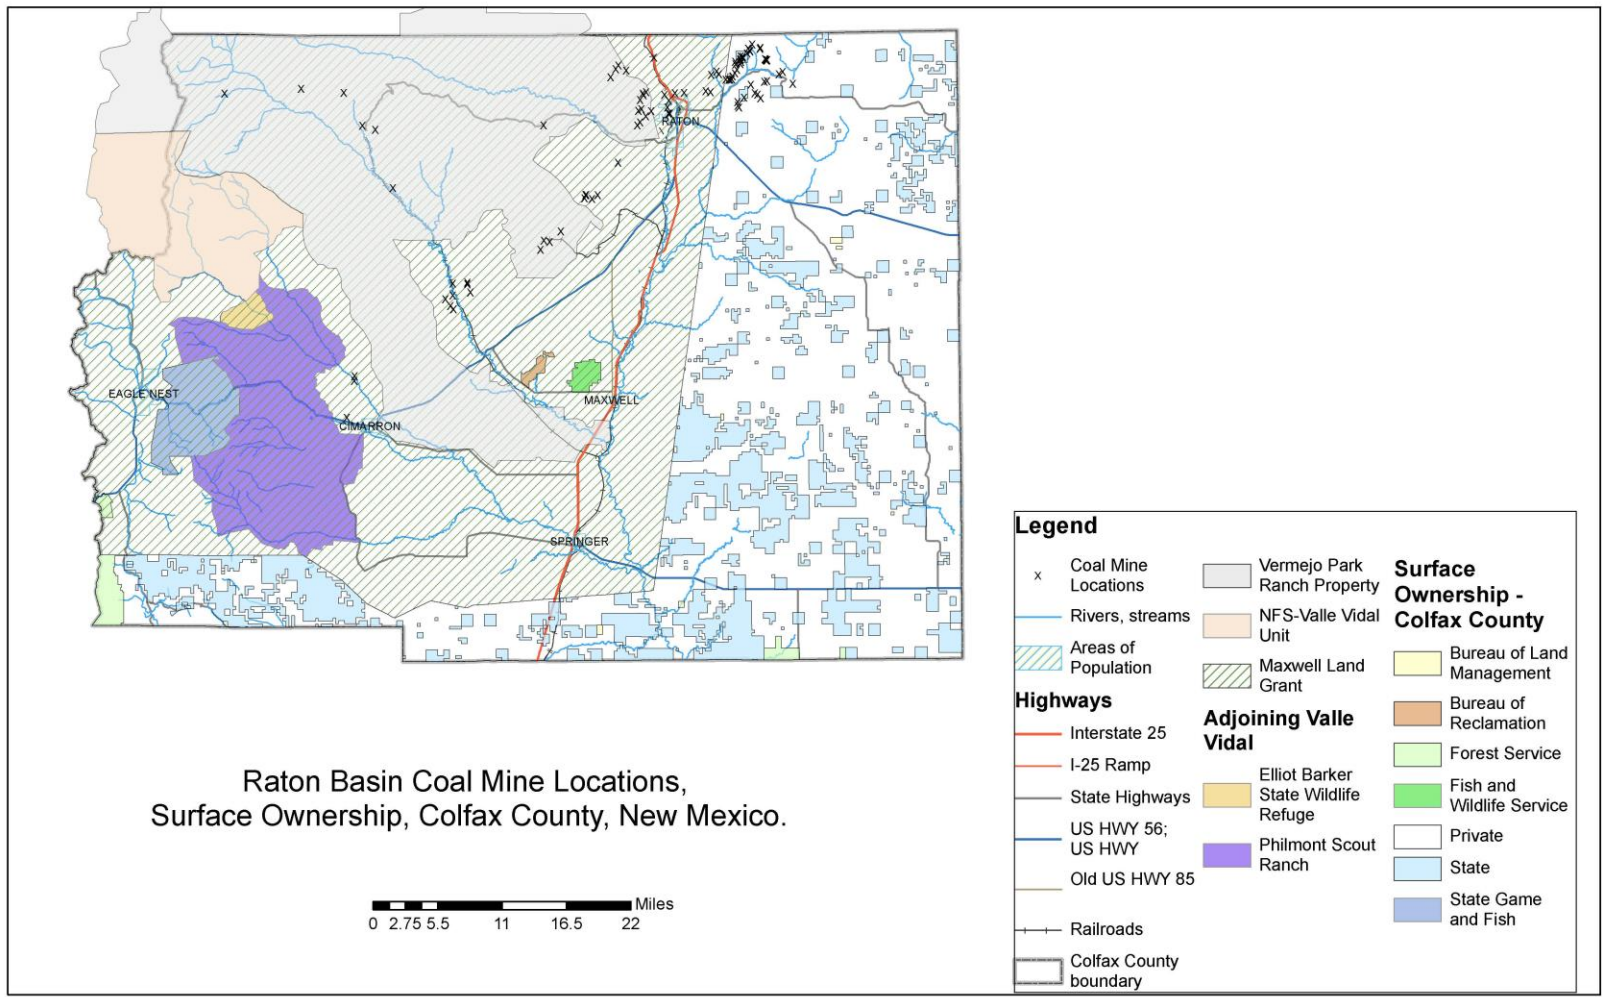 RATON
EAGLE NEST
MAXWELL
CIMARRON
SPRINGER
Raton Basin Coal Mine Locations,
Surface Ownership, Colfax County, New Mexico.
Miles
0 2.75 5.5 11 16.5 22
Legend
x Coal Mine
Locations
Rivers, streams
Areas of
Population
Highways
Interstate 25
I-25 Ramp
State Highways
US HWY 56;
US HWY
Old US HWY 85
Railroads
Colfax County
boundary
Vermejo Park
Ranch Property
NFS-Valle Vidal
Unit
Maxwell Land
Grant
Adjoining Valle
Vidal
Elliot Barker
State Wildlife
Refuge
Philmont Scout
Ranch
Surface
Ownership -
Colfax County
Bureau of Land
Management
Bureau of
Reclamation
Forest Service
Fish and
Wildlife Service
Private
State
State Game
and Fish